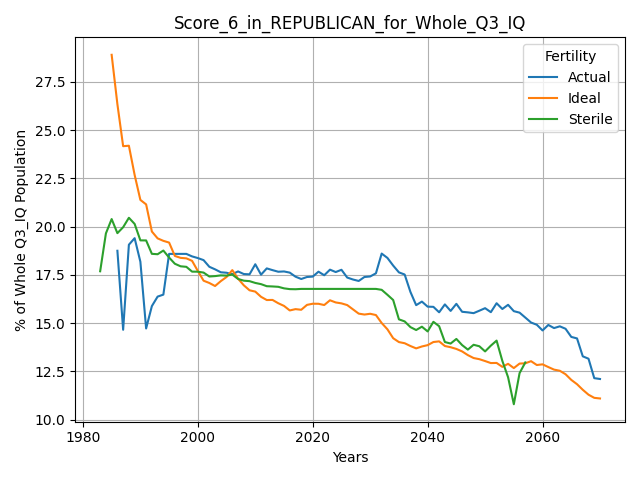 Score_6_in_REPUBLICAN_for_Whole_Q3_IQ
% of Whole Q3_IQ Population
27.5
25.0
22.5
20.0
17.5
15.0
12.5
10.0
Fertility
Actual
Ideal
Sterile
1980
2000
2020
2040
2060
Years